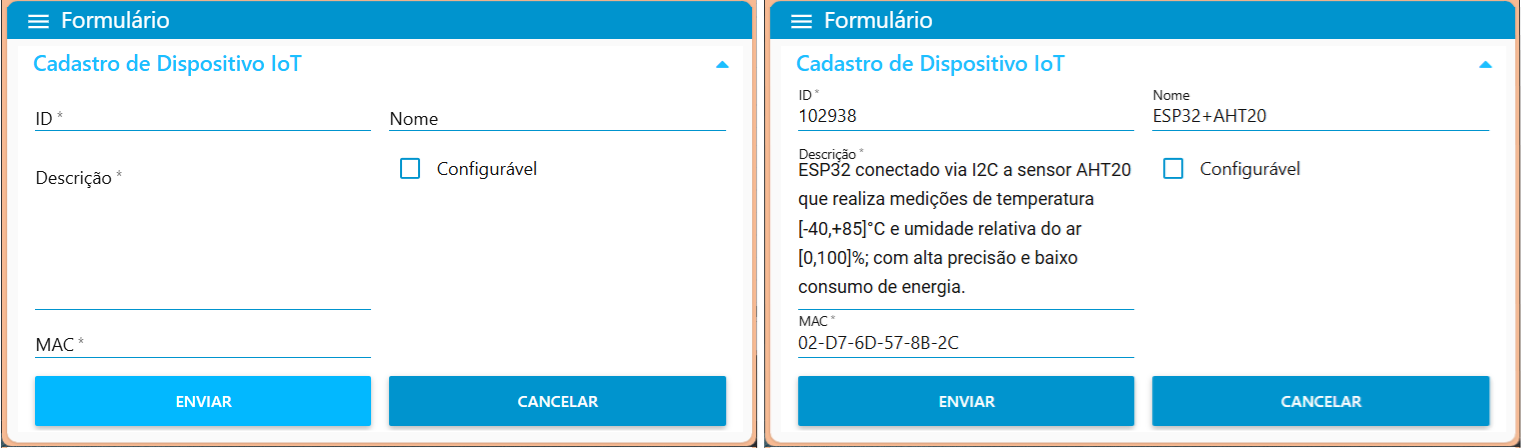 Formulário
Cadastro de Dispositivo IoT
ID *
Nome
Descrição *
Configurável
MAC *
ENVIAR
CANCELAR
Formulário
Cadastro de Dispositivo IoT
ID *
Nome
102938
ESP32+AHT20
Descrição *
Configurável
ESP32 conectado via I2C a sensor AHT20
que realiza medições de temperatura
[-40,+85]°C e umidade relativa do ar
[0,100]%; com alta precisão e baixo
consumo de energia.
MAC *
02-D7-6D-57-8B-2C
ENVIAR
CANCELAR